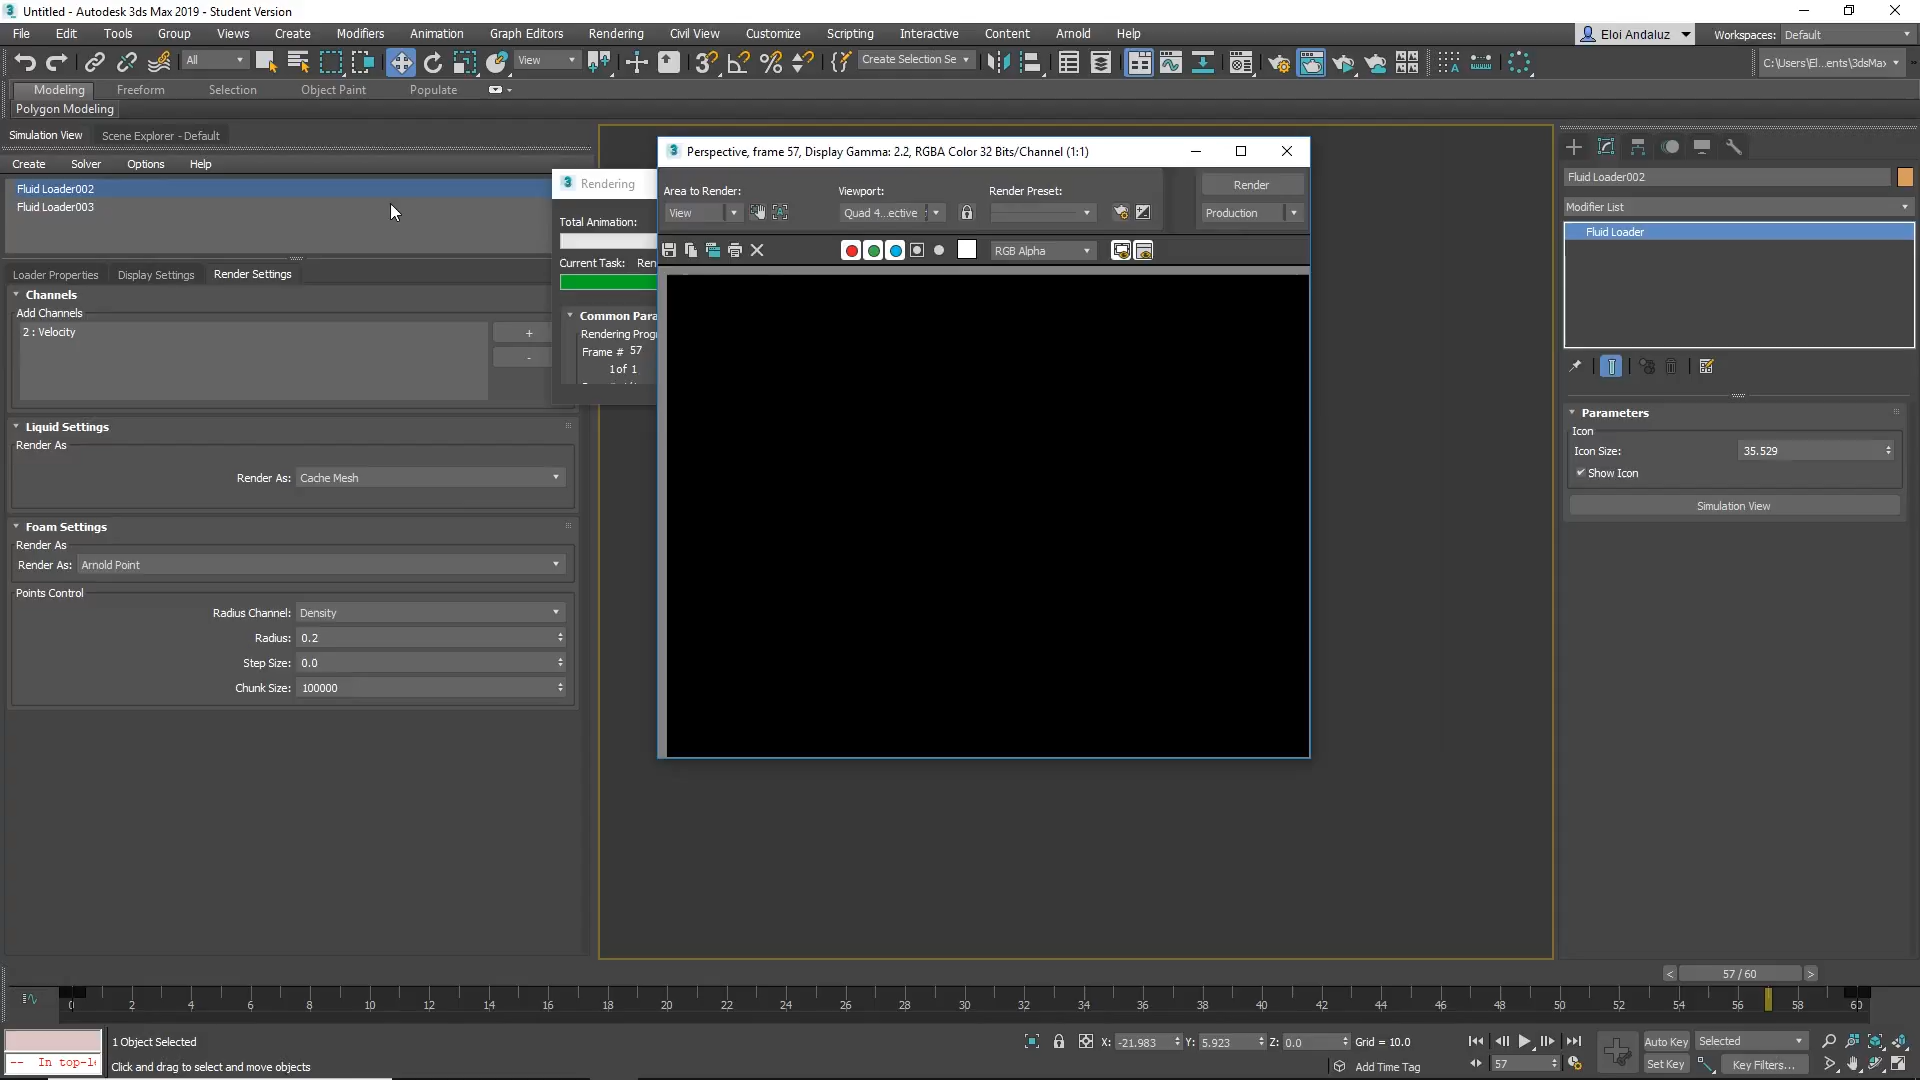 Untitled - Autodesk 3ds Max 2019 - Student Version
File Edit Tools Group Views Create Modifiers Animation Graph Editors Rendering Civil View Customize Scripting Interactive Content Arnold Help
Eloi Andaluz
Workspaces: Default
All
View
Create Selection Se
C:\Users\El...ents\3dsMax
Modeling Freeform Selection Object Paint Populate
Polygon Modeling
Simulation View Scene Explorer - Default
Create Solver Options Help
Fluid Loader002
Fluid Loader003
Loader Properties Display Settings Render Settings
Channels
Add Channels
2 : Velocity
+
-
Liquid Settings
Render As
Render As: Cache Mesh
Foam Settings
Render As
Render As: Arnold Point
Points Control
Radius Channel: Density
Radius: 0.2
Step Size: 0.0
Chunk Size: 100000
Rendering
Total Animation:
Current Task: Ren
Common Para
Rendering Prog
Frame # 57
1 of 1
Perspective, frame 57, Display Gamma: 2.2, RGBA Color 32 Bits/Channel (1:1)
Area to Render: Viewport: Render Preset:
View Quad 4...ective
Render
Production
RGB Alpha
Fluid Loader002
Modifier List
Fluid Loader
Parameters
Icon
Icon Size: 35.529
Show Icon
Simulation View
< 57 / 60 >
0 2 4 6 8 10 12 14 16 18 20 22 24 26 28 30 32 34 36 38 40 42 44 46 48 50 52 54 56 58 60
1 Object Selected
-- In top-le
Click and drag to select and move objects
X: -21.983 Y: 5.923 Z: 0.0 Grid = 10.0
Add Time Tag
57
Auto Key Selected
Set Key Key Filters...